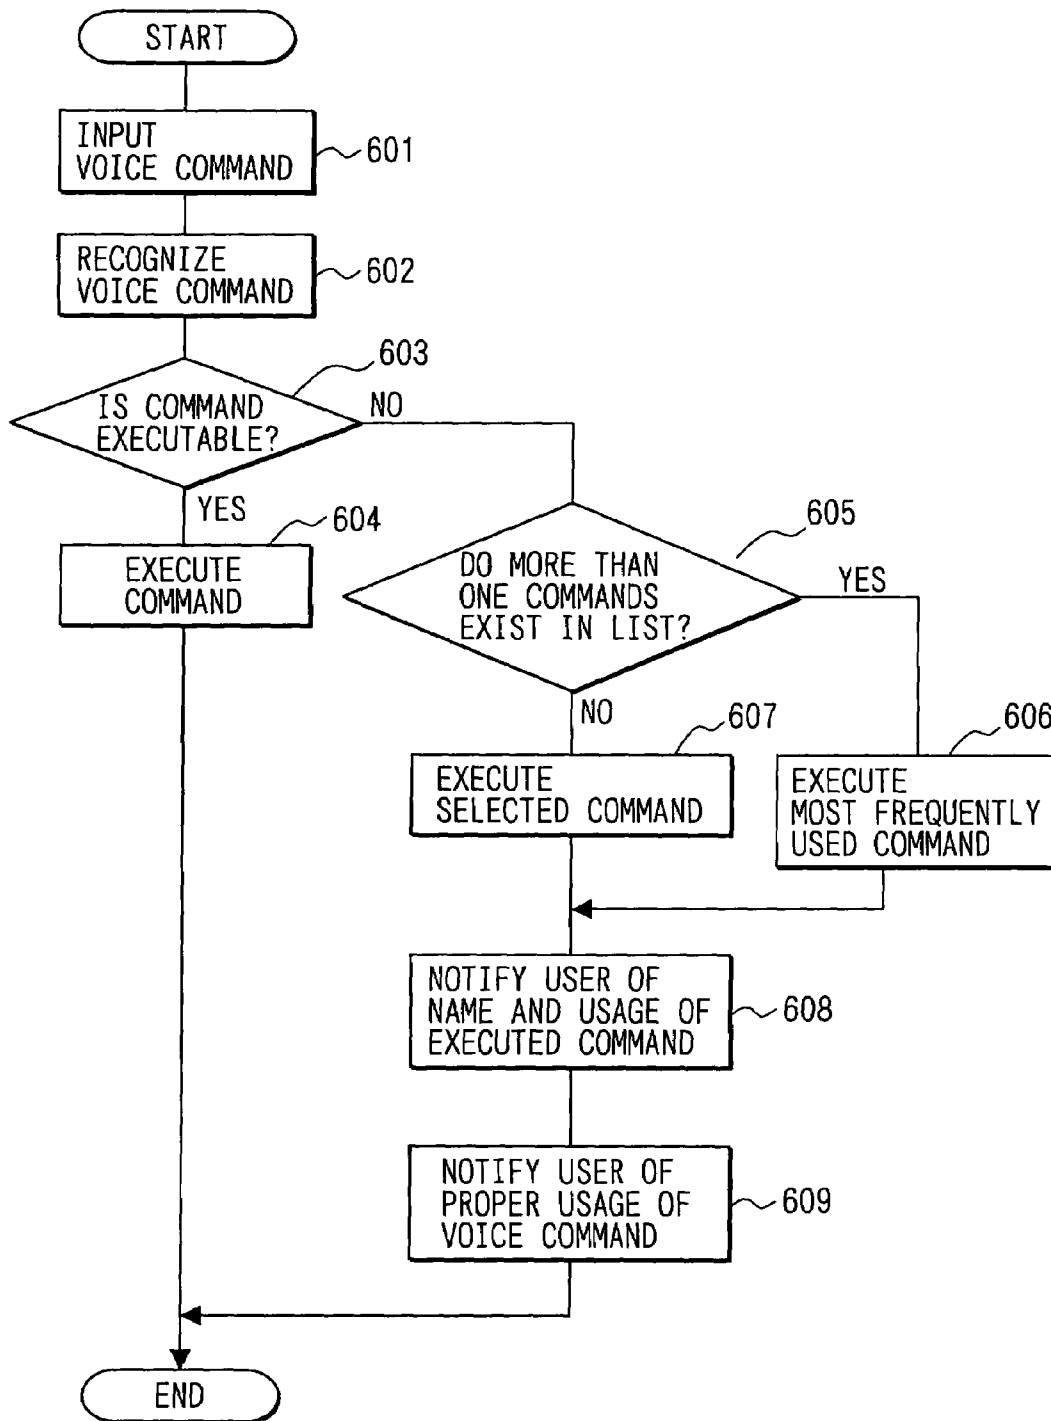 START
INPUT
VOICE COMMAND
601
RECOGNIZE
VOICE COMMAND
602
603
IS COMMAND
EXECUTABLE?
NO
YES
604
EXECUTE
COMMAND
605
DO MORE THAN
ONE COMMANDS
EXIST IN LIST?
YES
NO
607
EXECUTE
SELECTED COMMAND
606
EXECUTE
MOST FREQUENTLY
USED COMMAND
NOTIFY USER OF
NAME AND USAGE OF
EXECUTED COMMAND
608
NOTIFY USER OF
PROPER USAGE OF
VOICE COMMAND
609
END